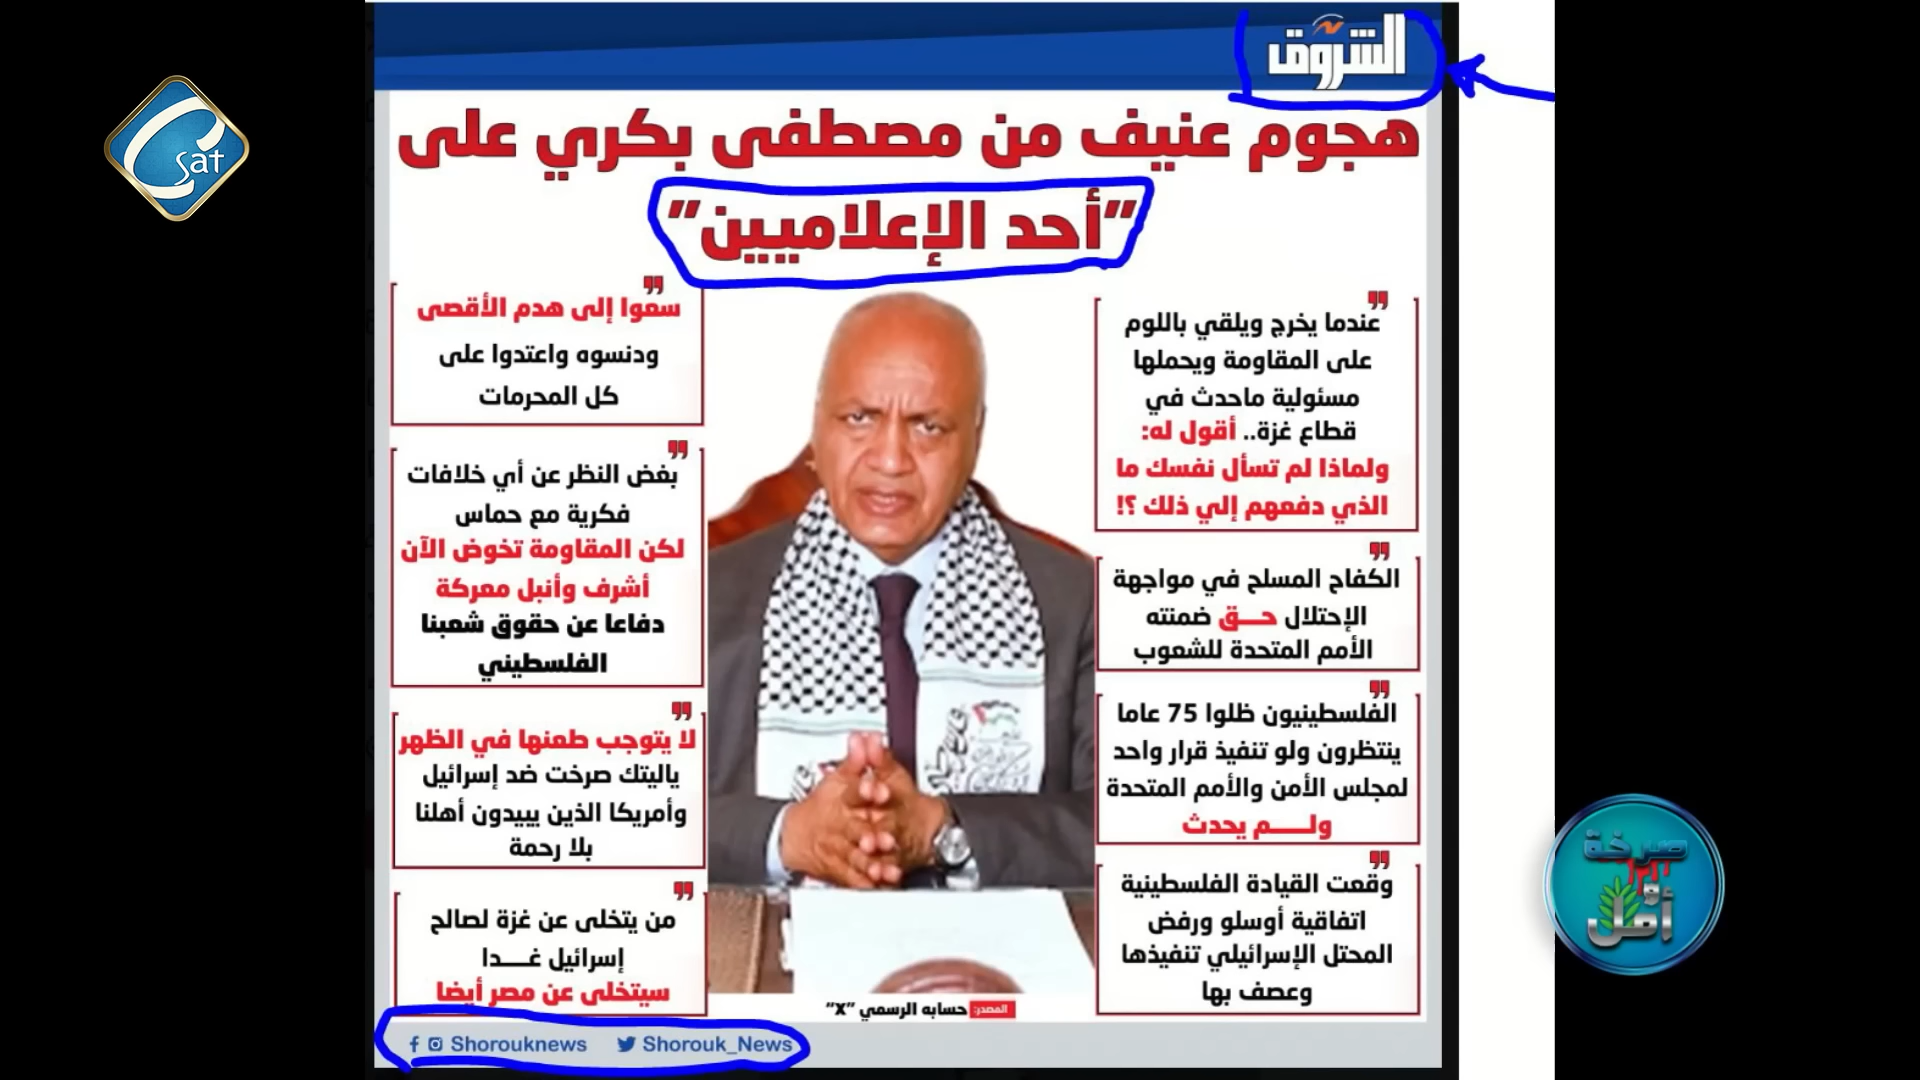 الشروق
هجوم عنيف من مصطفى بكري على
"أحد الإعلاميين"
عندما يخرج ويلقي باللوم
على المقاومة ويحملها
مسئولية ماحدث في
قطاع غزة.. أقول له:
ولماذا لم تسأل نفسك ما
الذي دفعهم إلي ذلك ؟!
الكفاح المسلح في مواجهة
الإحتلال حـــق ضمنته
الأمم المتحدة للشعوب
الفلسطينيون ظلوا 75 عاما
ينتظرون ولو تنفيذ قرار واحد
لمجلس الأمن والأمم المتحدة
ولـــــم يحدث
وقعت القيادة الفلسطينية
اتفاقية أوسلو ورفض
المحتل الإسرائيلي تنفيذها
وعصف بها
سعوا إلى هدم الأقصى
ودنسوه واعتدوا على
كل المحرمات
بغض النظر عن أي خلافات
فكرية مع حماس
لكن المقاومة تخوض الآن
أشرف وأنبل معركة
دفاعا عن حقوق شعبنا
الفلسطيني
لا يتوجب طعنها في الظهر
ياليتك صرخت ضد إسرائيل
وأمريكا الذين يبيدون أهلنا
بلا رحمة
من يتخلى عن غزة لصالح
إسرائيل غـــدا
سيتخلى عن مصر أيضا
المصدر: حسابه الرسمي "X"
Shorouknews
Shorouk_News
C sat
صرخة
أمل